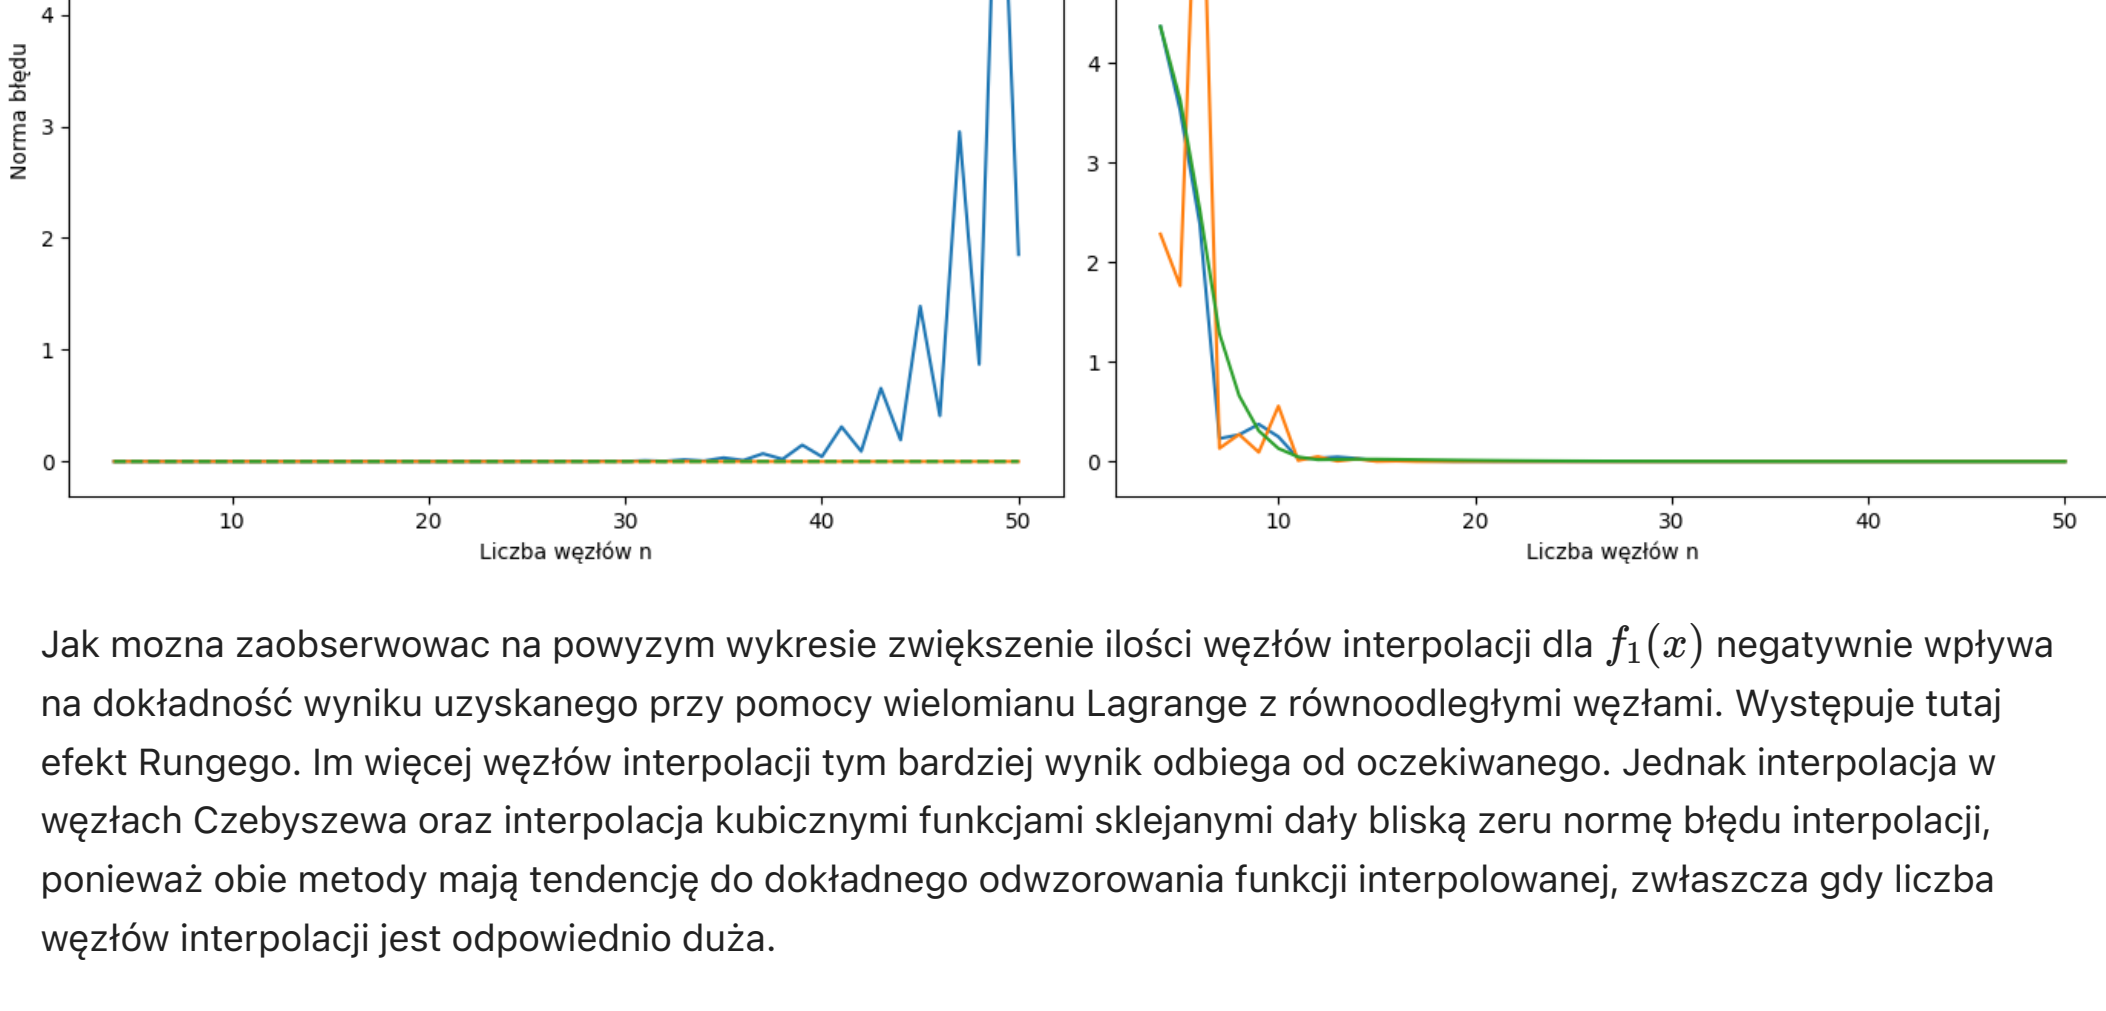 4
3
2
1
0
Norma błędu
10 20 30 40 50
Liczba węzłów n
4
3
2
1
0
10 20 30 40 50
Liczba węzłów n
Jak mozna zaobserwowac na powyzym wykresie zwiększenie ilości węzłów interpolacji dla f₁(x) negatywnie wpływa
na dokładność wyniku uzyskanego przy pomocy wielomianu Lagrange z równoodległymi węzłami. Występuje tutaj
efekt Rungego. Im więcej węzłów interpolacji tym bardziej wynik odbiega od oczekiwanego. Jednak interpolacja w
węzłach Czebyszewa oraz interpolacja kubicznymi funkcjami sklejanymi dały bliską zeru normę błędu interpolacji,
ponieważ obie metody mają tendencję do dokładnego odwzorowania funkcji interpolowanej, zwłaszcza gdy liczba
węzłów interpolacji jest odpowiednio duża.